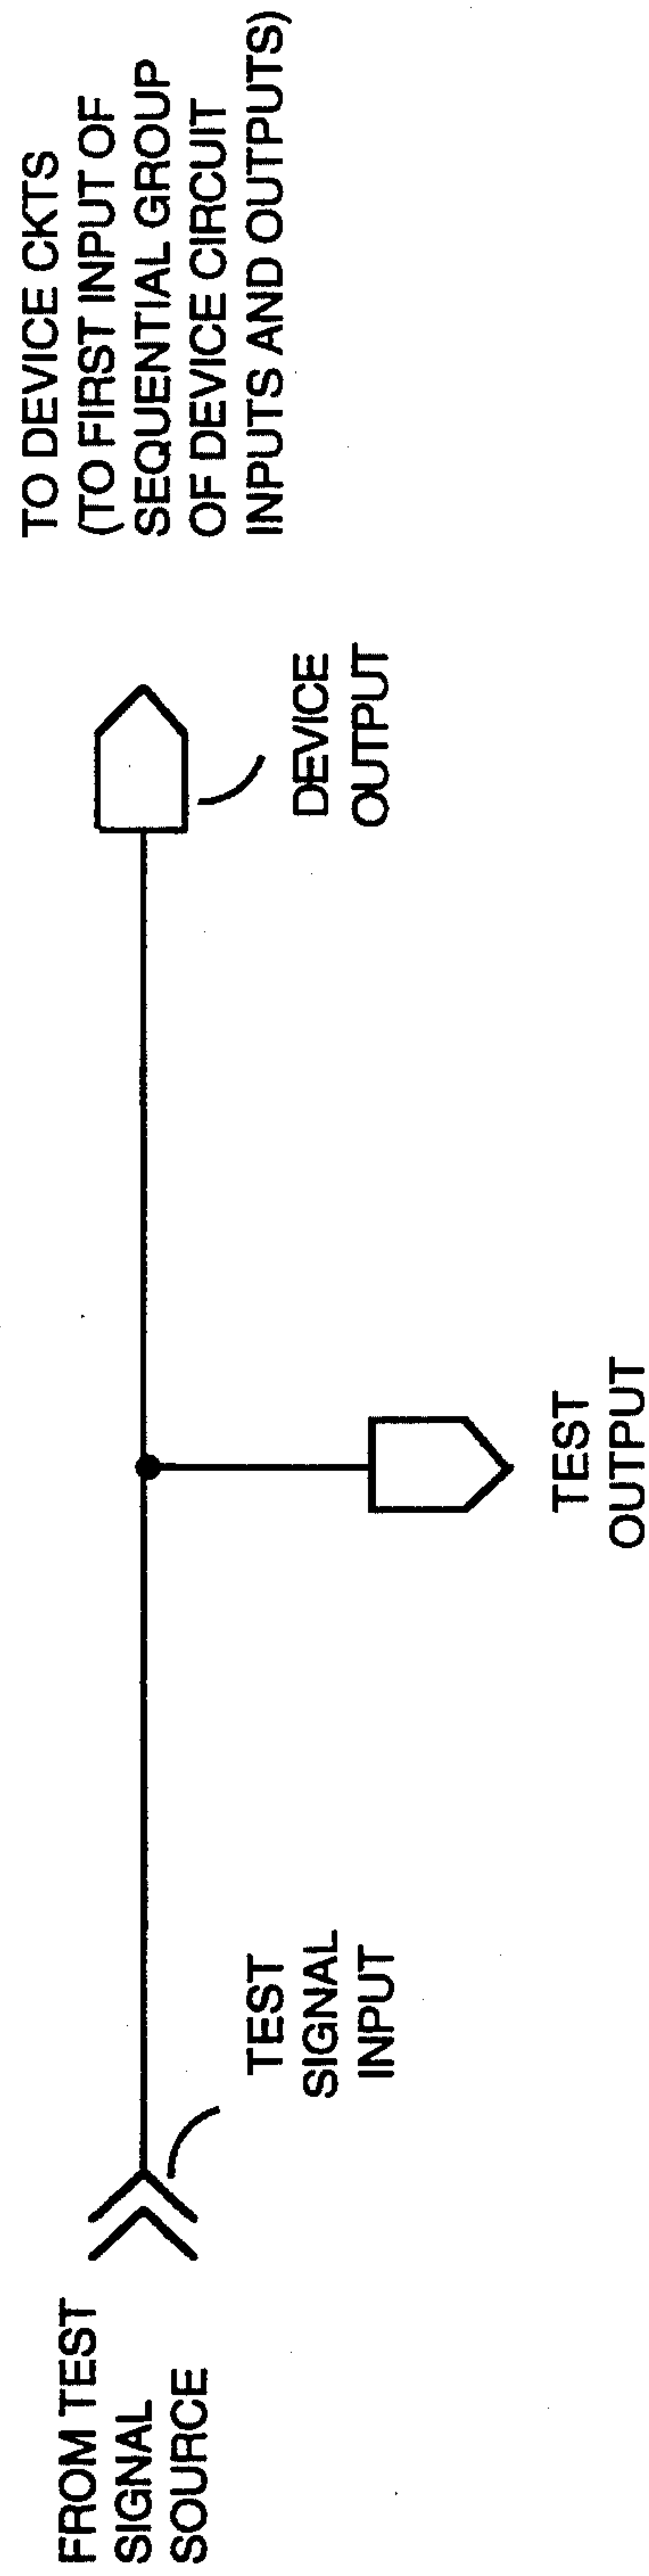 FROM TEST
SIGNAL
SOURCE
TEST
SIGNAL
INPUT
TEST
OUTPUT
DEVICE
OUTPUT
TO DEVICE CKTS
(TO FIRST INPUT OF
SEQUENTIAL GROUP
OF DEVICE CIRCUIT
INPUTS AND OUTPUTS)